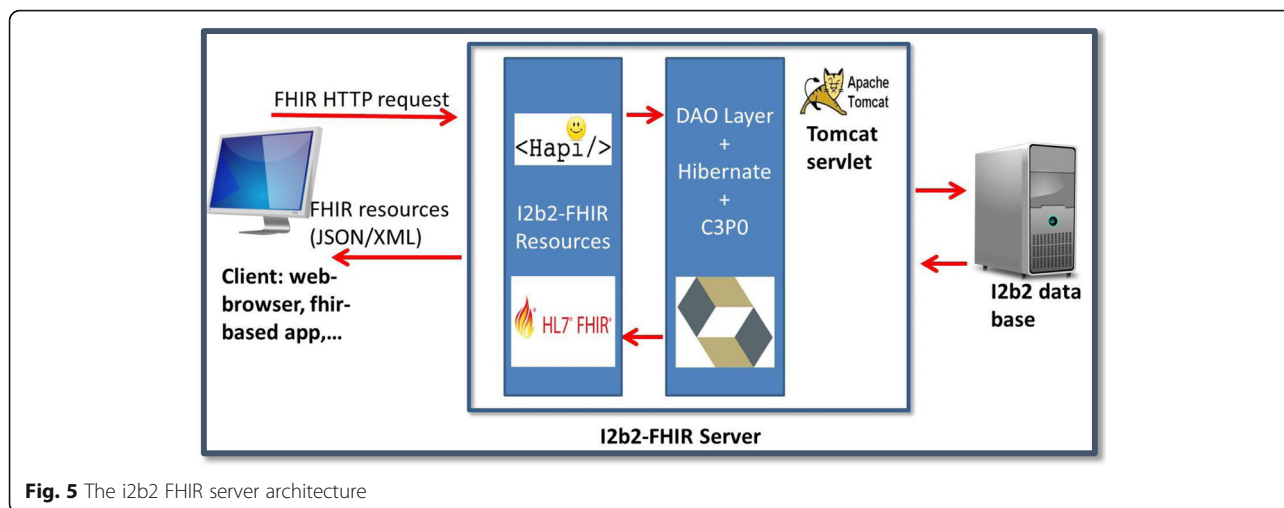 FHIR HTTP request
FHIR resources
(JSON/XML)
Client: web-
browser, fhir-
based app,...
<Hapi/>
I2b2-FHIR
Resources
HL7® FHIR®
DAO Layer
+
Hibernate
+
C3P0
Apache
Tomcat
Tomcat
servlet
I2b2 data
base
I2b2-FHIR Server
Fig. 5 The i2b2 FHIR server architecture